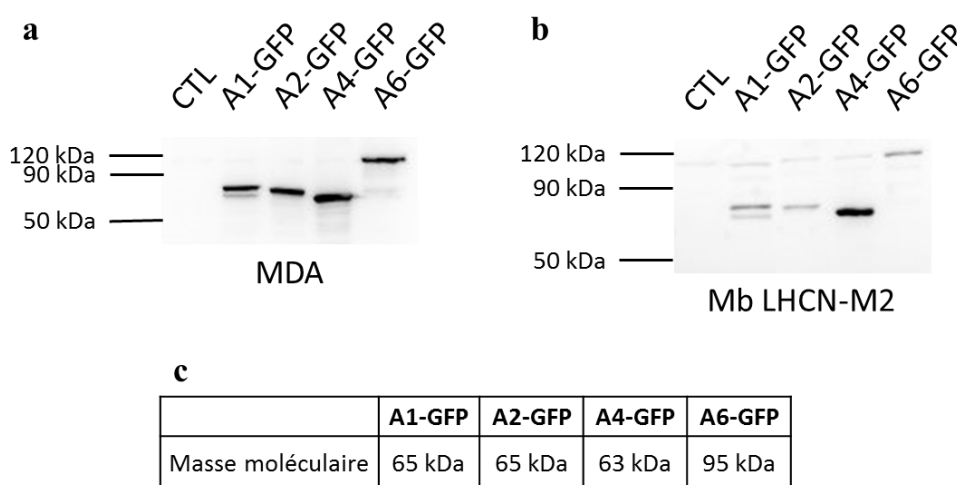 a
CTL A1-GFP A2-GFP A4-GFP A6-GFP
120 kDa
90 kDa
50 kDa
MDA
b
CTL A1-GFP A2-GFP A4-GFP A6-GFP
120 kDa
90 kDa
50 kDa
Mb LHCN-M2
c
A1-GFP A2-GFP A4-GFP A6-GFP
Masse moléculaire 65 kDa 65 kDa 63 kDa 95 kDa